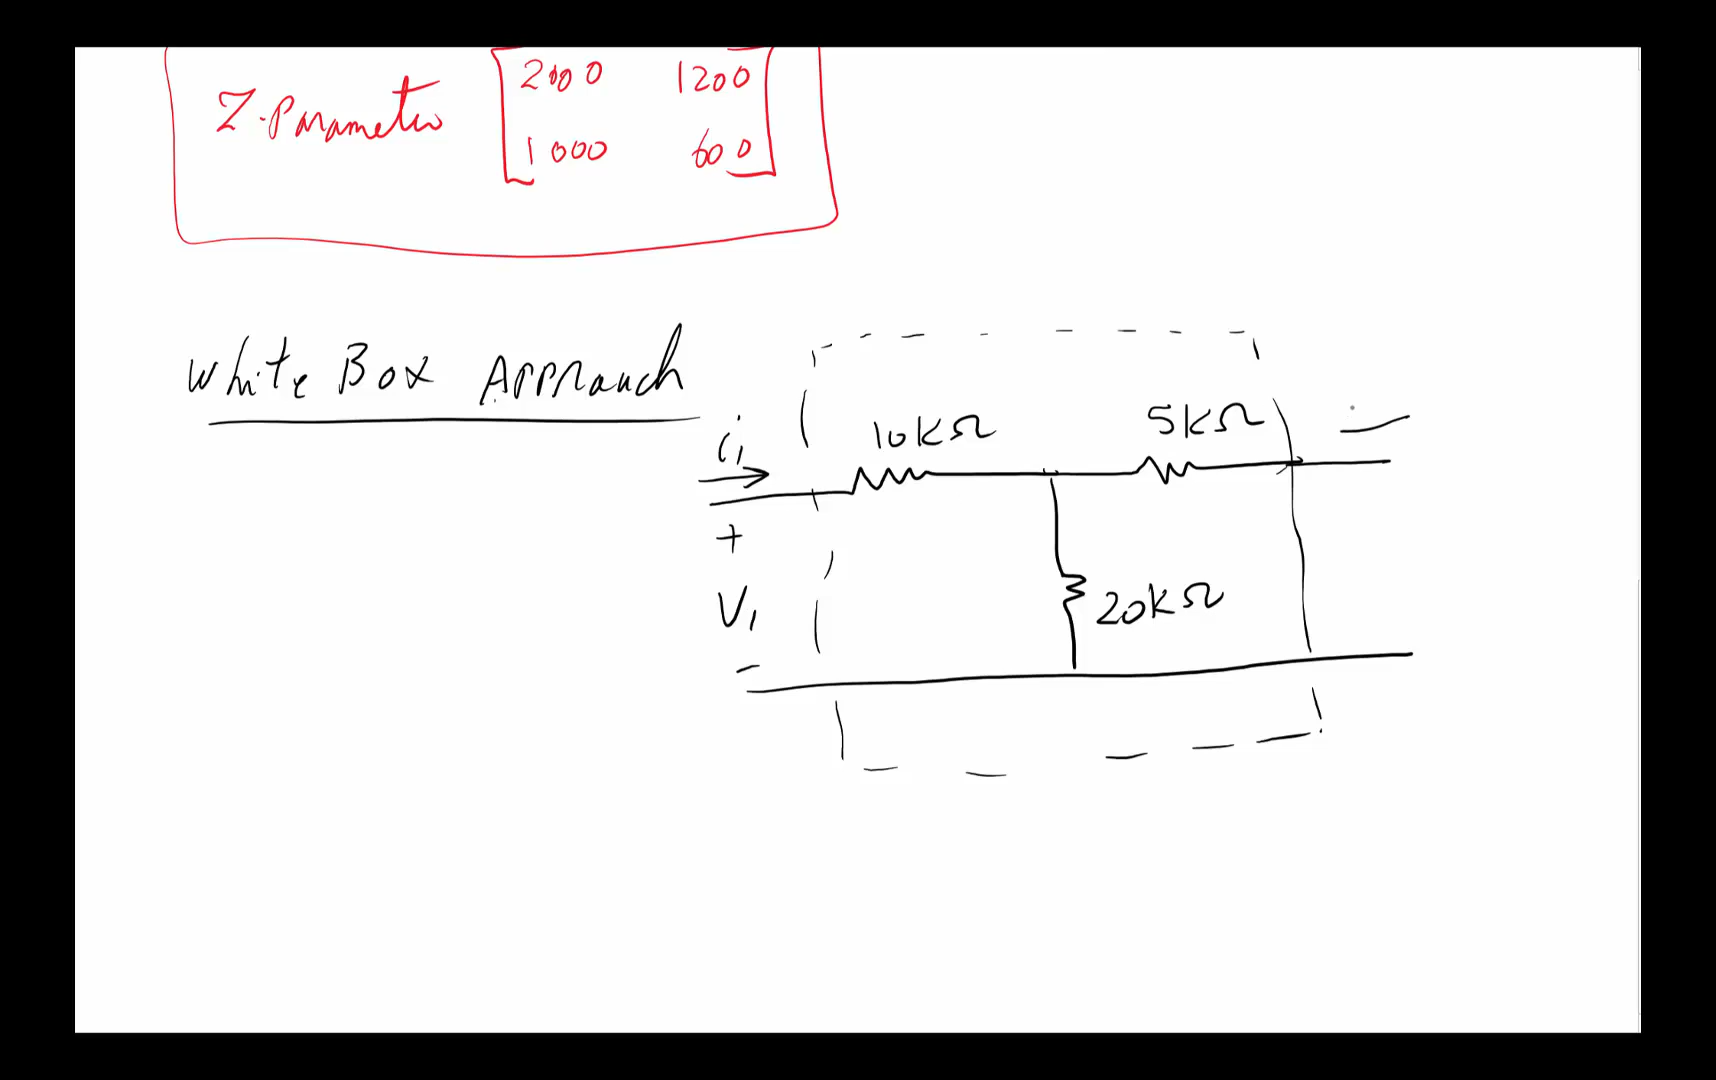 2000 1200
Z-Parameter
1000 600
White Box Approach
i1
10kΩ
5kΩ
+
V1
20kΩ
-